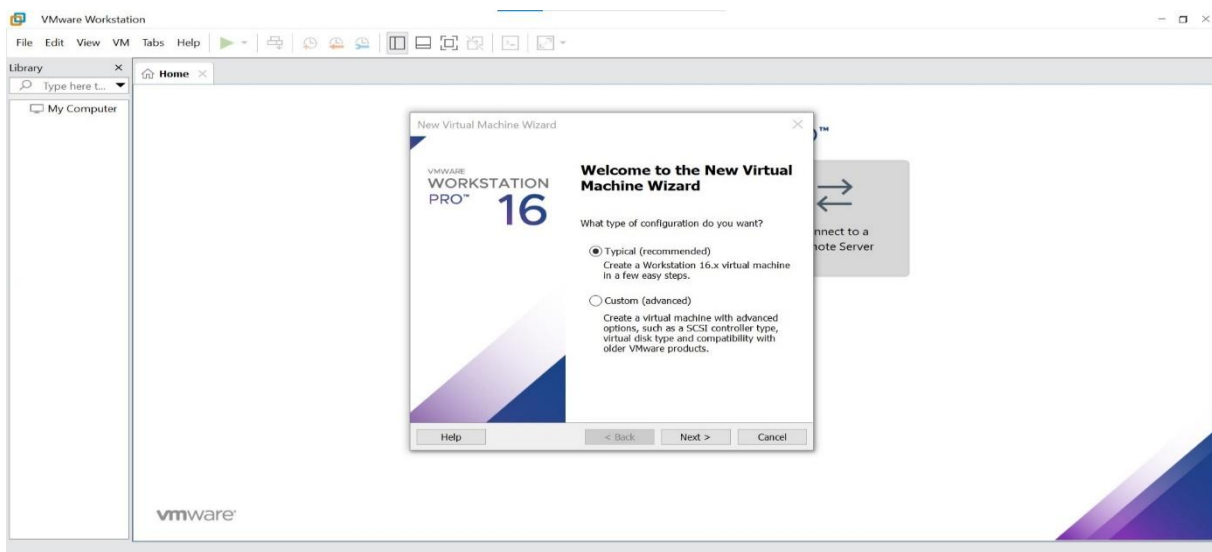 VMware Workstation
File Edit View VM Tabs Help
Library
Type here t...
Home
My Computer
New Virtual Machine Wizard
VMWARE
WORKSTATION
PRO™ 16
Welcome to the New Virtual
Machine Wizard
What type of configuration do you want?
Typical (recommended)
Create a Workstation 16.x virtual machine
in a few easy steps.
Custom (advanced)
Create a virtual machine with advanced
options, such as a SCSI controller type,
virtual disk type and compatibility with
older VMware products.
Help
< Back Next > Cancel
™
nnect to a
Server
vmware